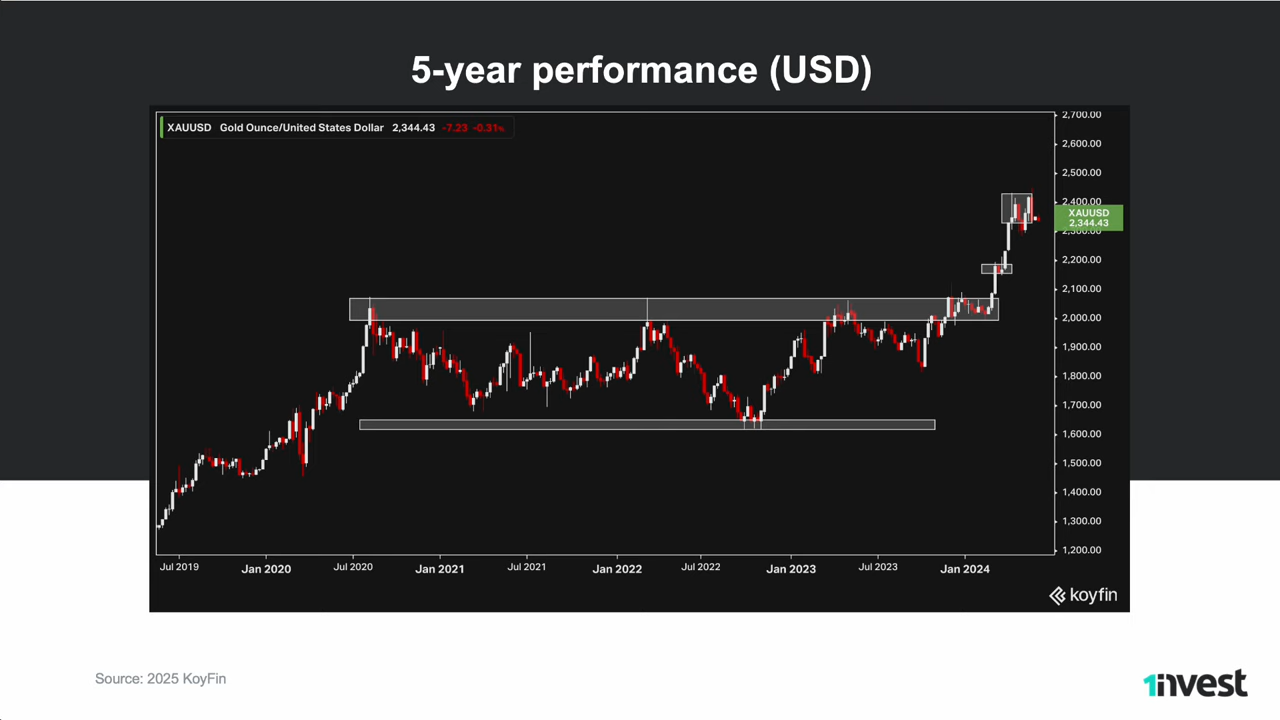 5-year performance (USD)
XAUUSD Gold Ounce/United States Dollar 2,344.43 -7.23 -0.31%
2,700.00
2,600.00
2,500.00
2,400.00
XAUUSD
2,344.43
2,300.00
2,200.00
2,100.00
2,000.00
1,900.00
1,800.00
1,700.00
1,600.00
1,500.00
1,400.00
1,300.00
1,200.00
Jul 2019 Jan 2020 Jul 2020 Jan 2021 Jul 2021 Jan 2022 Jul 2022 Jan 2023 Jul 2023 Jan 2024
koyfin
Source: 2025 KoyFin
1invest